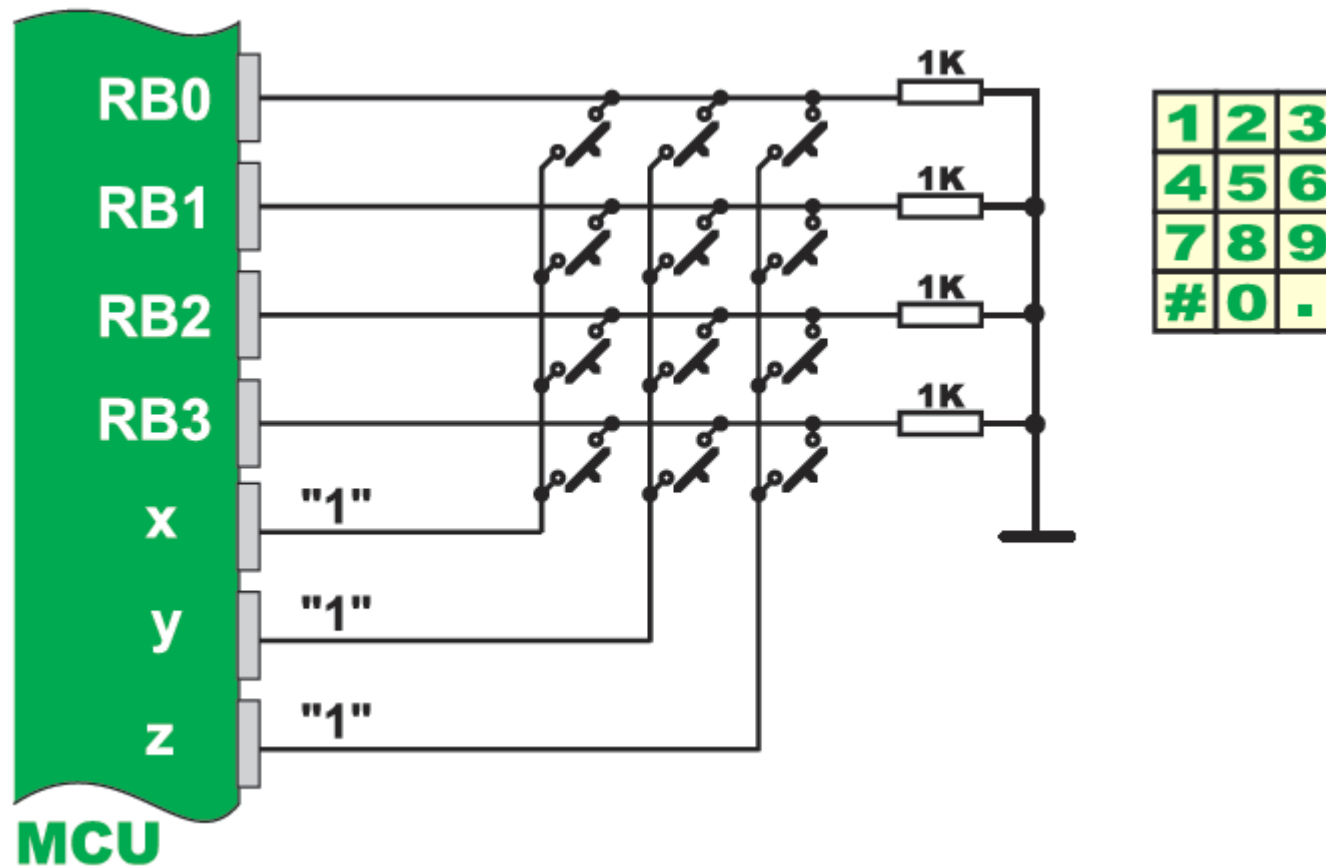 RB0
RB1
RB2
RB3
x
y
z
MCU
"1"
"1"
"1"
1K
1K
1K
1K
1 2 3
4 5 6
7 8 9
# 0 .